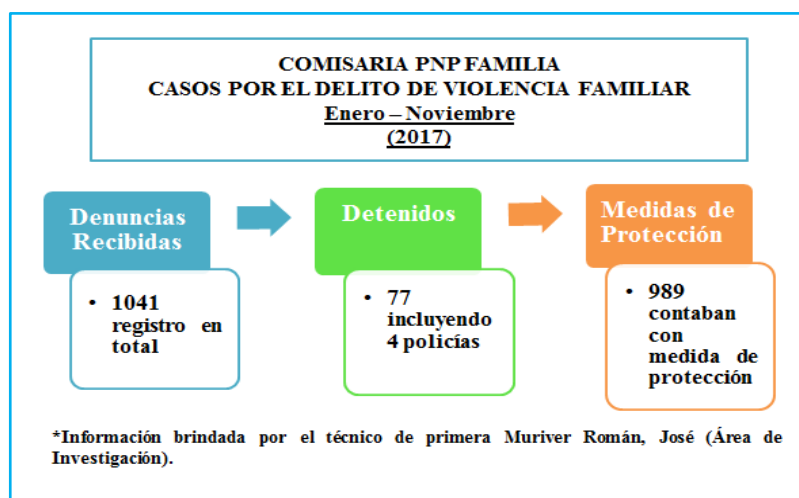 COMISARIA PNP FAMILIA
CASOS POR EL DELITO DE VIOLENCIA FAMILIAR
Enero – Noviembre
(2017)
Denuncias
Recibidas
• 1041
registro en
total
Detenidos
• 77
incluyendo
4 policías
Medidas de
Protección
• 989
contaban
con
medida de
protección
*Información brindada por el técnico de primera Muriver Román, José (Área de
Investigación).